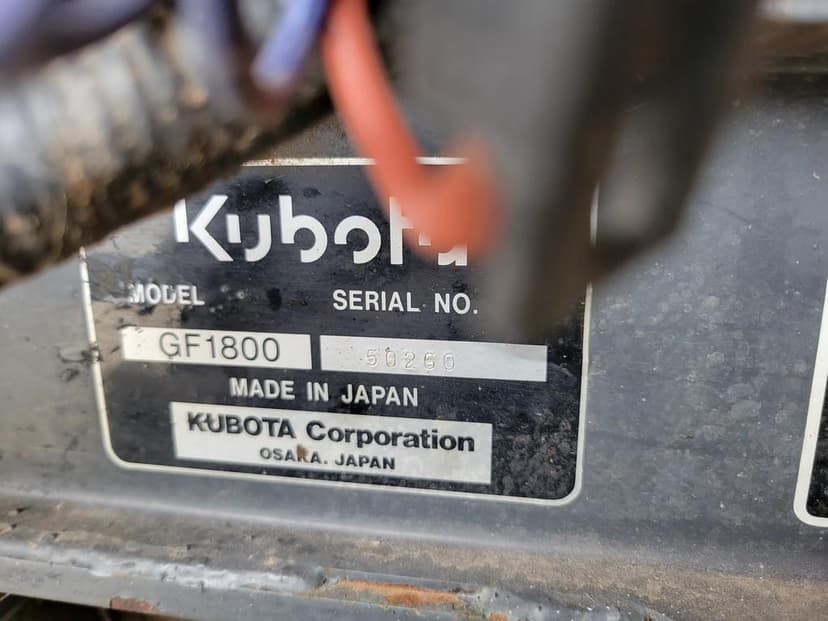 Kubota
MODEL SERIAL NO.
GF1800 50260
MADE IN JAPAN
KUBOTA Corporation
OSAKA. JAPAN